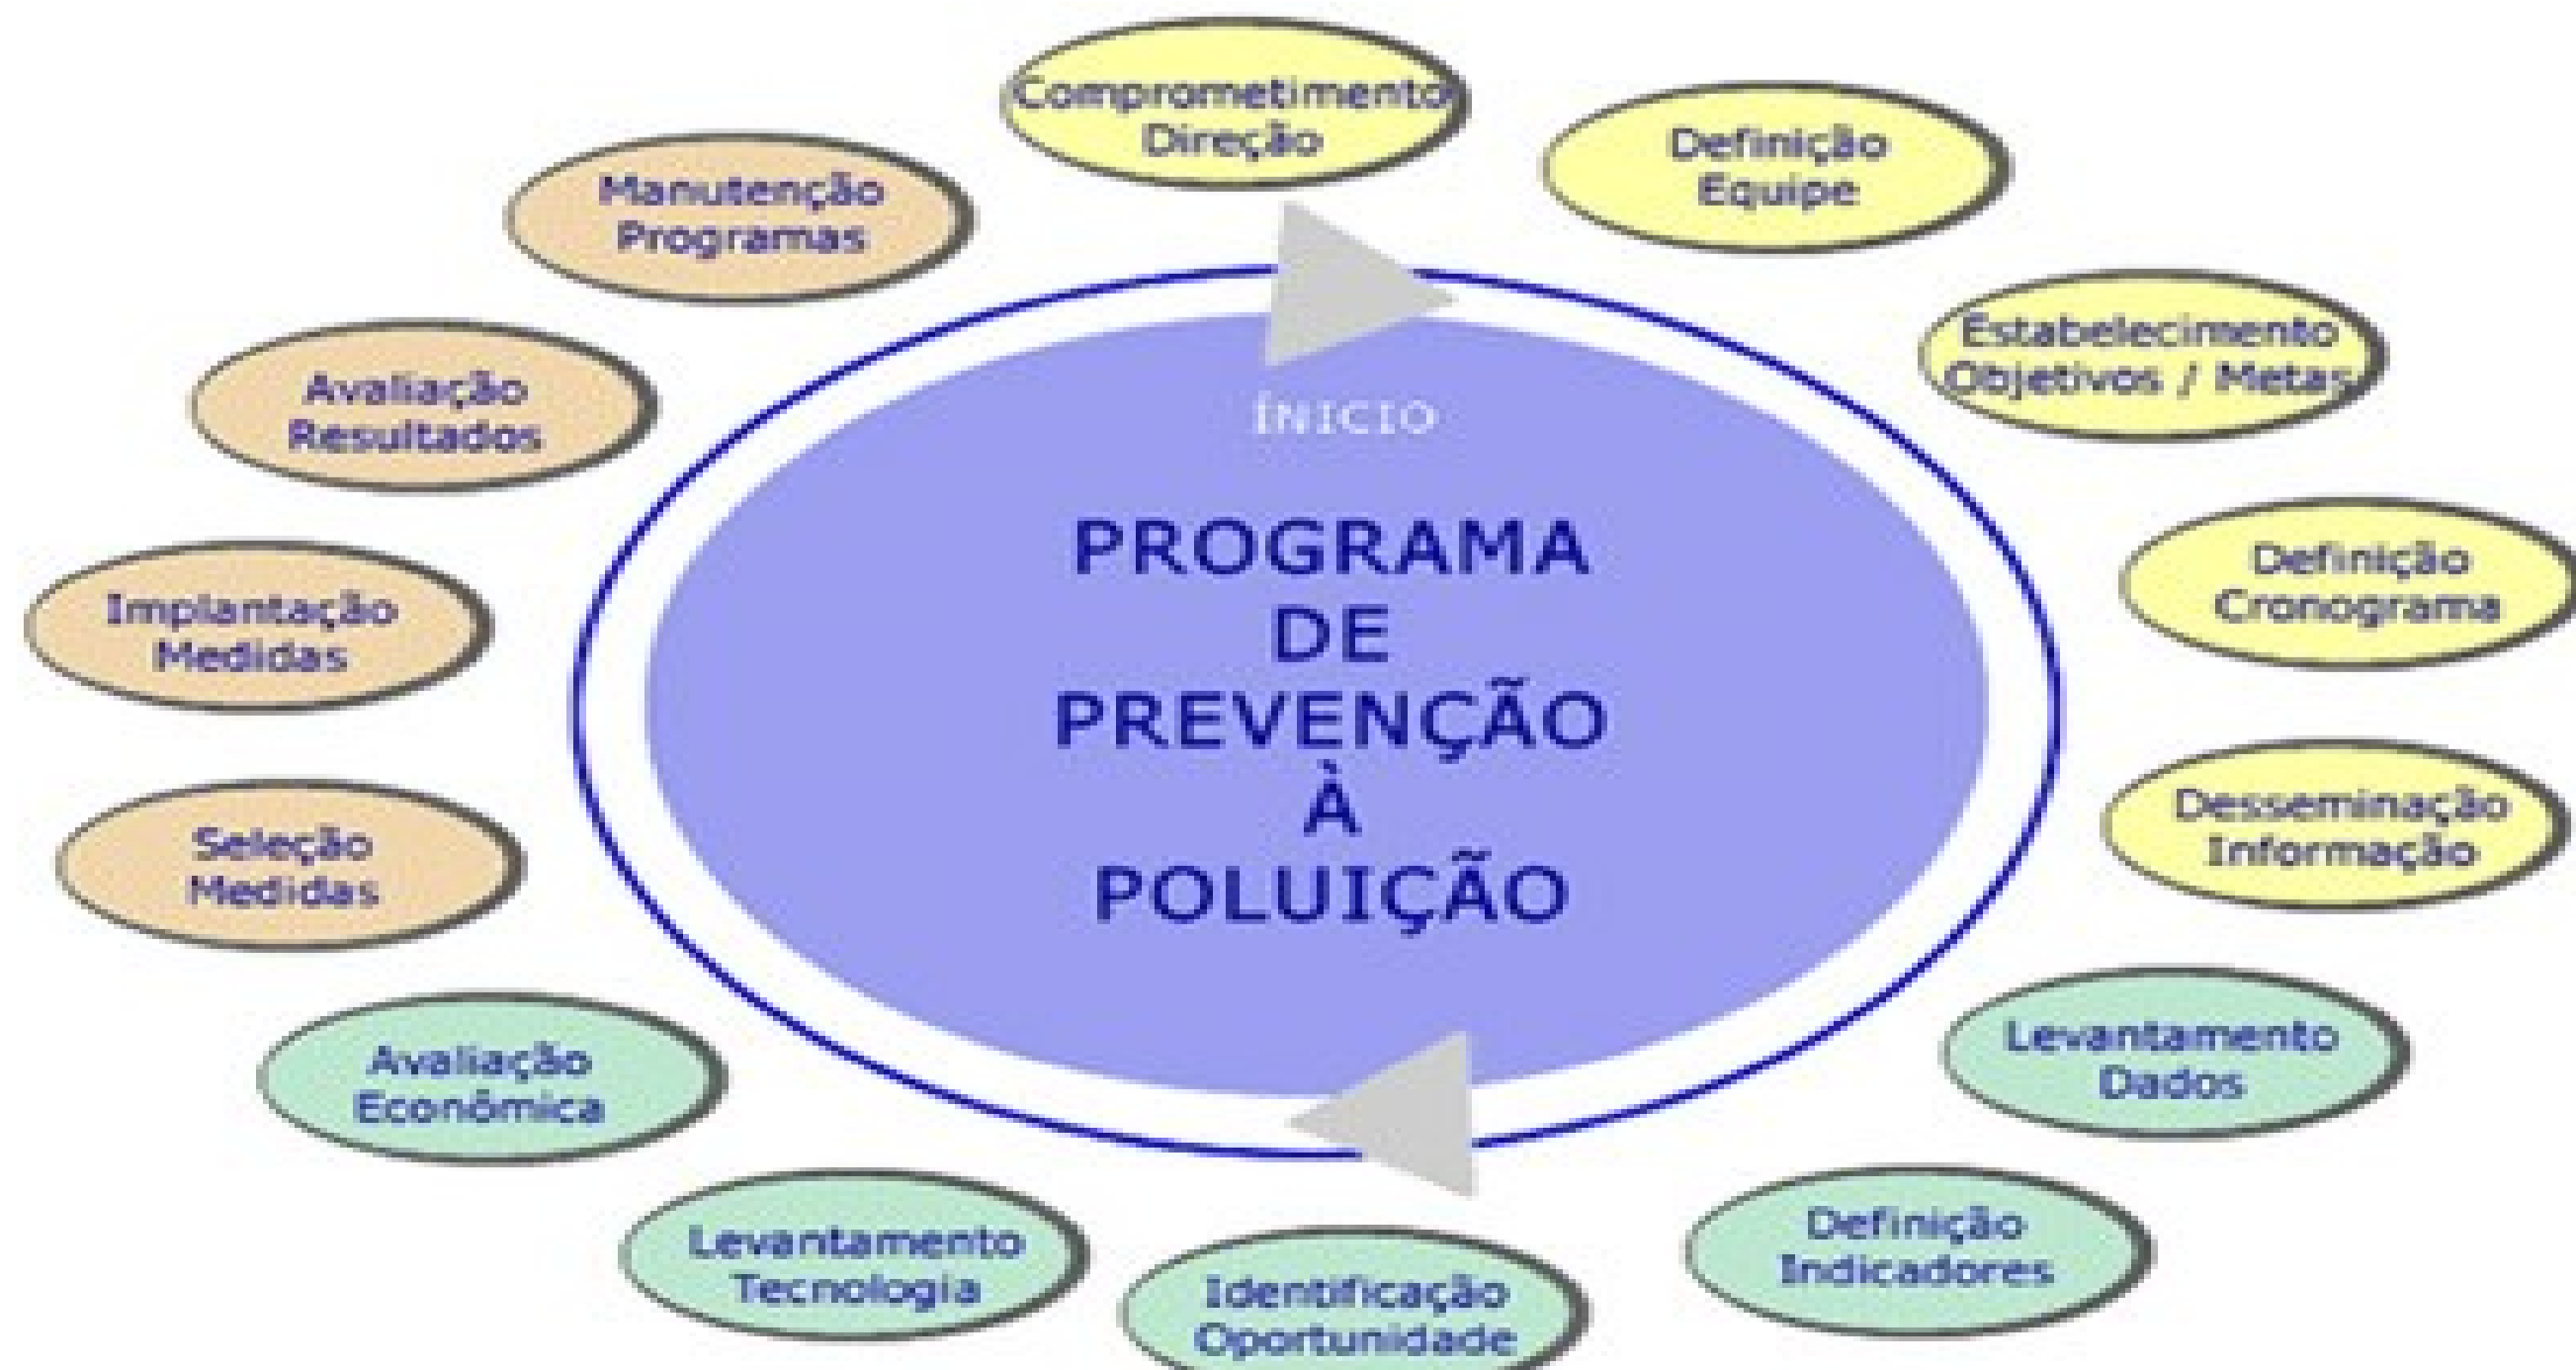 Comprometimento
Direção
Definição
Equipe
Estabelecimento
Objetivos / Metas
Definição
Cronograma
Desseminação
Informação
Levantamento
Dados
Definição
Indicadores
Identificação
Oportunidade
Levantamento
Tecnologia
Avaliação
Econômica
Seleção
Medidas
Implantação
Medidas
Avaliação
Resultados
Manutenção
Programas
ÍNICIO
PROGRAMA
DE
PREVENÇÃO
À
POLUIÇÃO